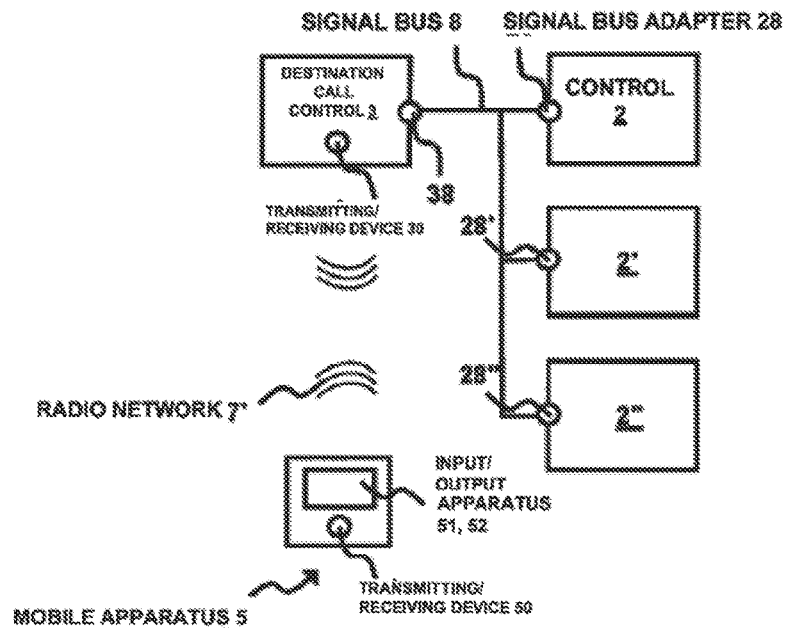 SIGNAL BUS 8
SIGNAL BUS ADAPTER 28
DESTINATION
CALL
CONTROL 3
CONTROL
2
38
TRANSMITTING/
RECEIVING DEVICE 30
28'
2'
28"
2"
RADIO NETWORK 7'
INPUT/
OUTPUT
APPARATUS
51, 52
TRANSMITTING/
RECEIVING DEVICE 50
MOBILE APPARATUS 5